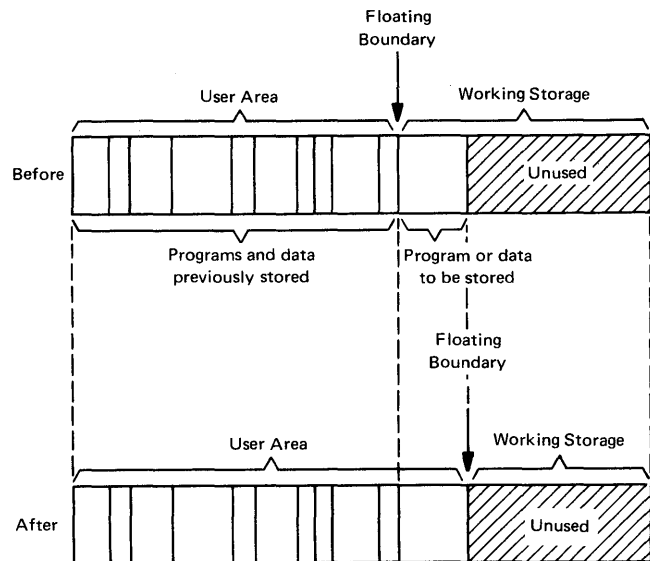 Floating
Boundary
User Area
Working Storage
Before
Unused
Programs and data
previously stored
Program or data
to be stored
Floating
Boundary
User Area
Working Storage
After
Unused